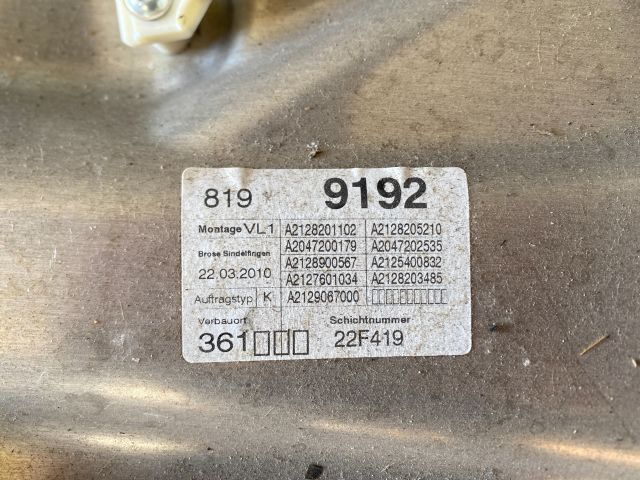 819 9192
Montage VL1 A2128201102 A2128205210
A2047200179 A2047202535
Brose Sindelfingen A2128900567 A2125400832
22.03.2010 A2127601034 A2128203485
Auftragstyp K A2129067000
Verbauort: Schichtnummer
361 22F419